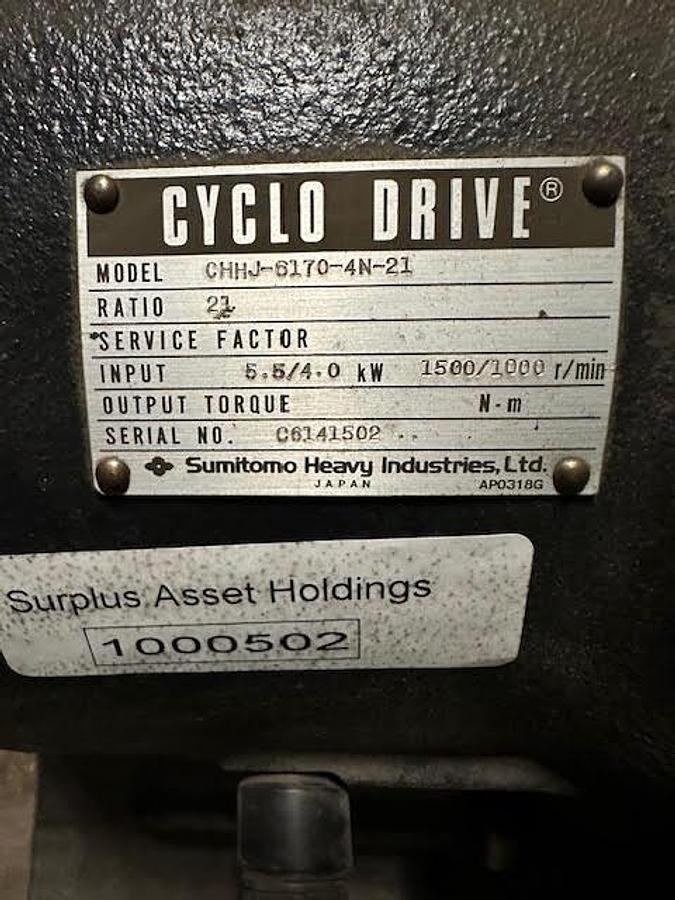 CYCLO DRIVE®
MODEL CHHJ-6170-4N-21
RATIO 21
SERVICE FACTOR
INPUT 5.5/4.0 kW 1500/1000 r/min
OUTPUT TORQUE N·m
SERIAL NO. C6141502
Sumitomo Heavy Industries, Ltd.
JAPAN AP0318G
Surplus Asset Holdings
1000502